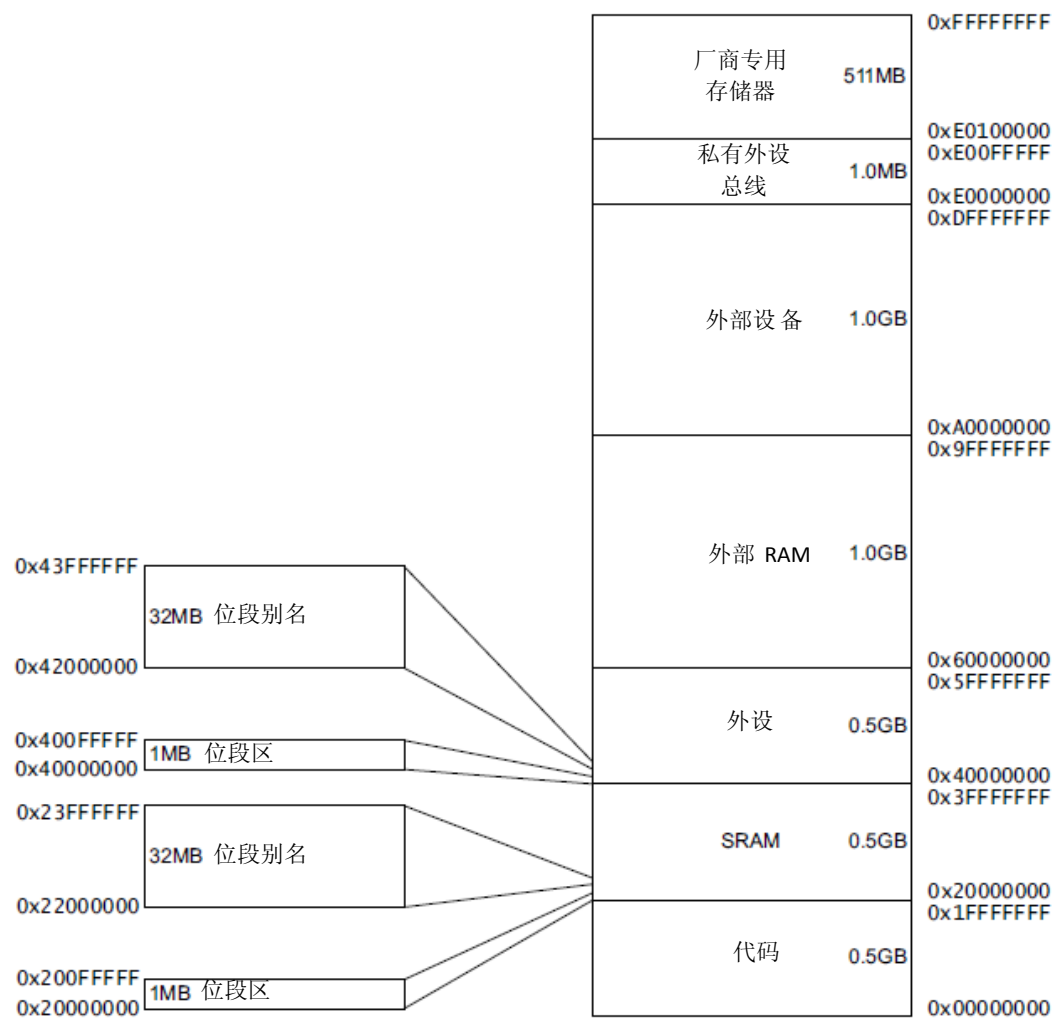 0xFFFFFFFF
厂商专用
存储器
511MB
0xE0100000
0xE00FFFFF
私有外设
总线
1.0MB
0xE0000000
0xDFFFFFFF
外部设 备
1.0GB
0xA0000000
0x9FFFFFFF
外部 RAM
1.0GB
0x60000000
0x5FFFFFFF
外设
0.5GB
0x40000000
0x3FFFFFFF
SRAM
0.5GB
0x20000000
0x1FFFFFFF
代码
0.5GB
0x00000000
0x43FFFFFF
32MB 位段别名
0x42000000
0x400FFFFF
1MB 位段区
0x40000000
0x23FFFFFF
32MB 位段别名
0x22000000
0x200FFFFF
1MB 位段区
0x20000000